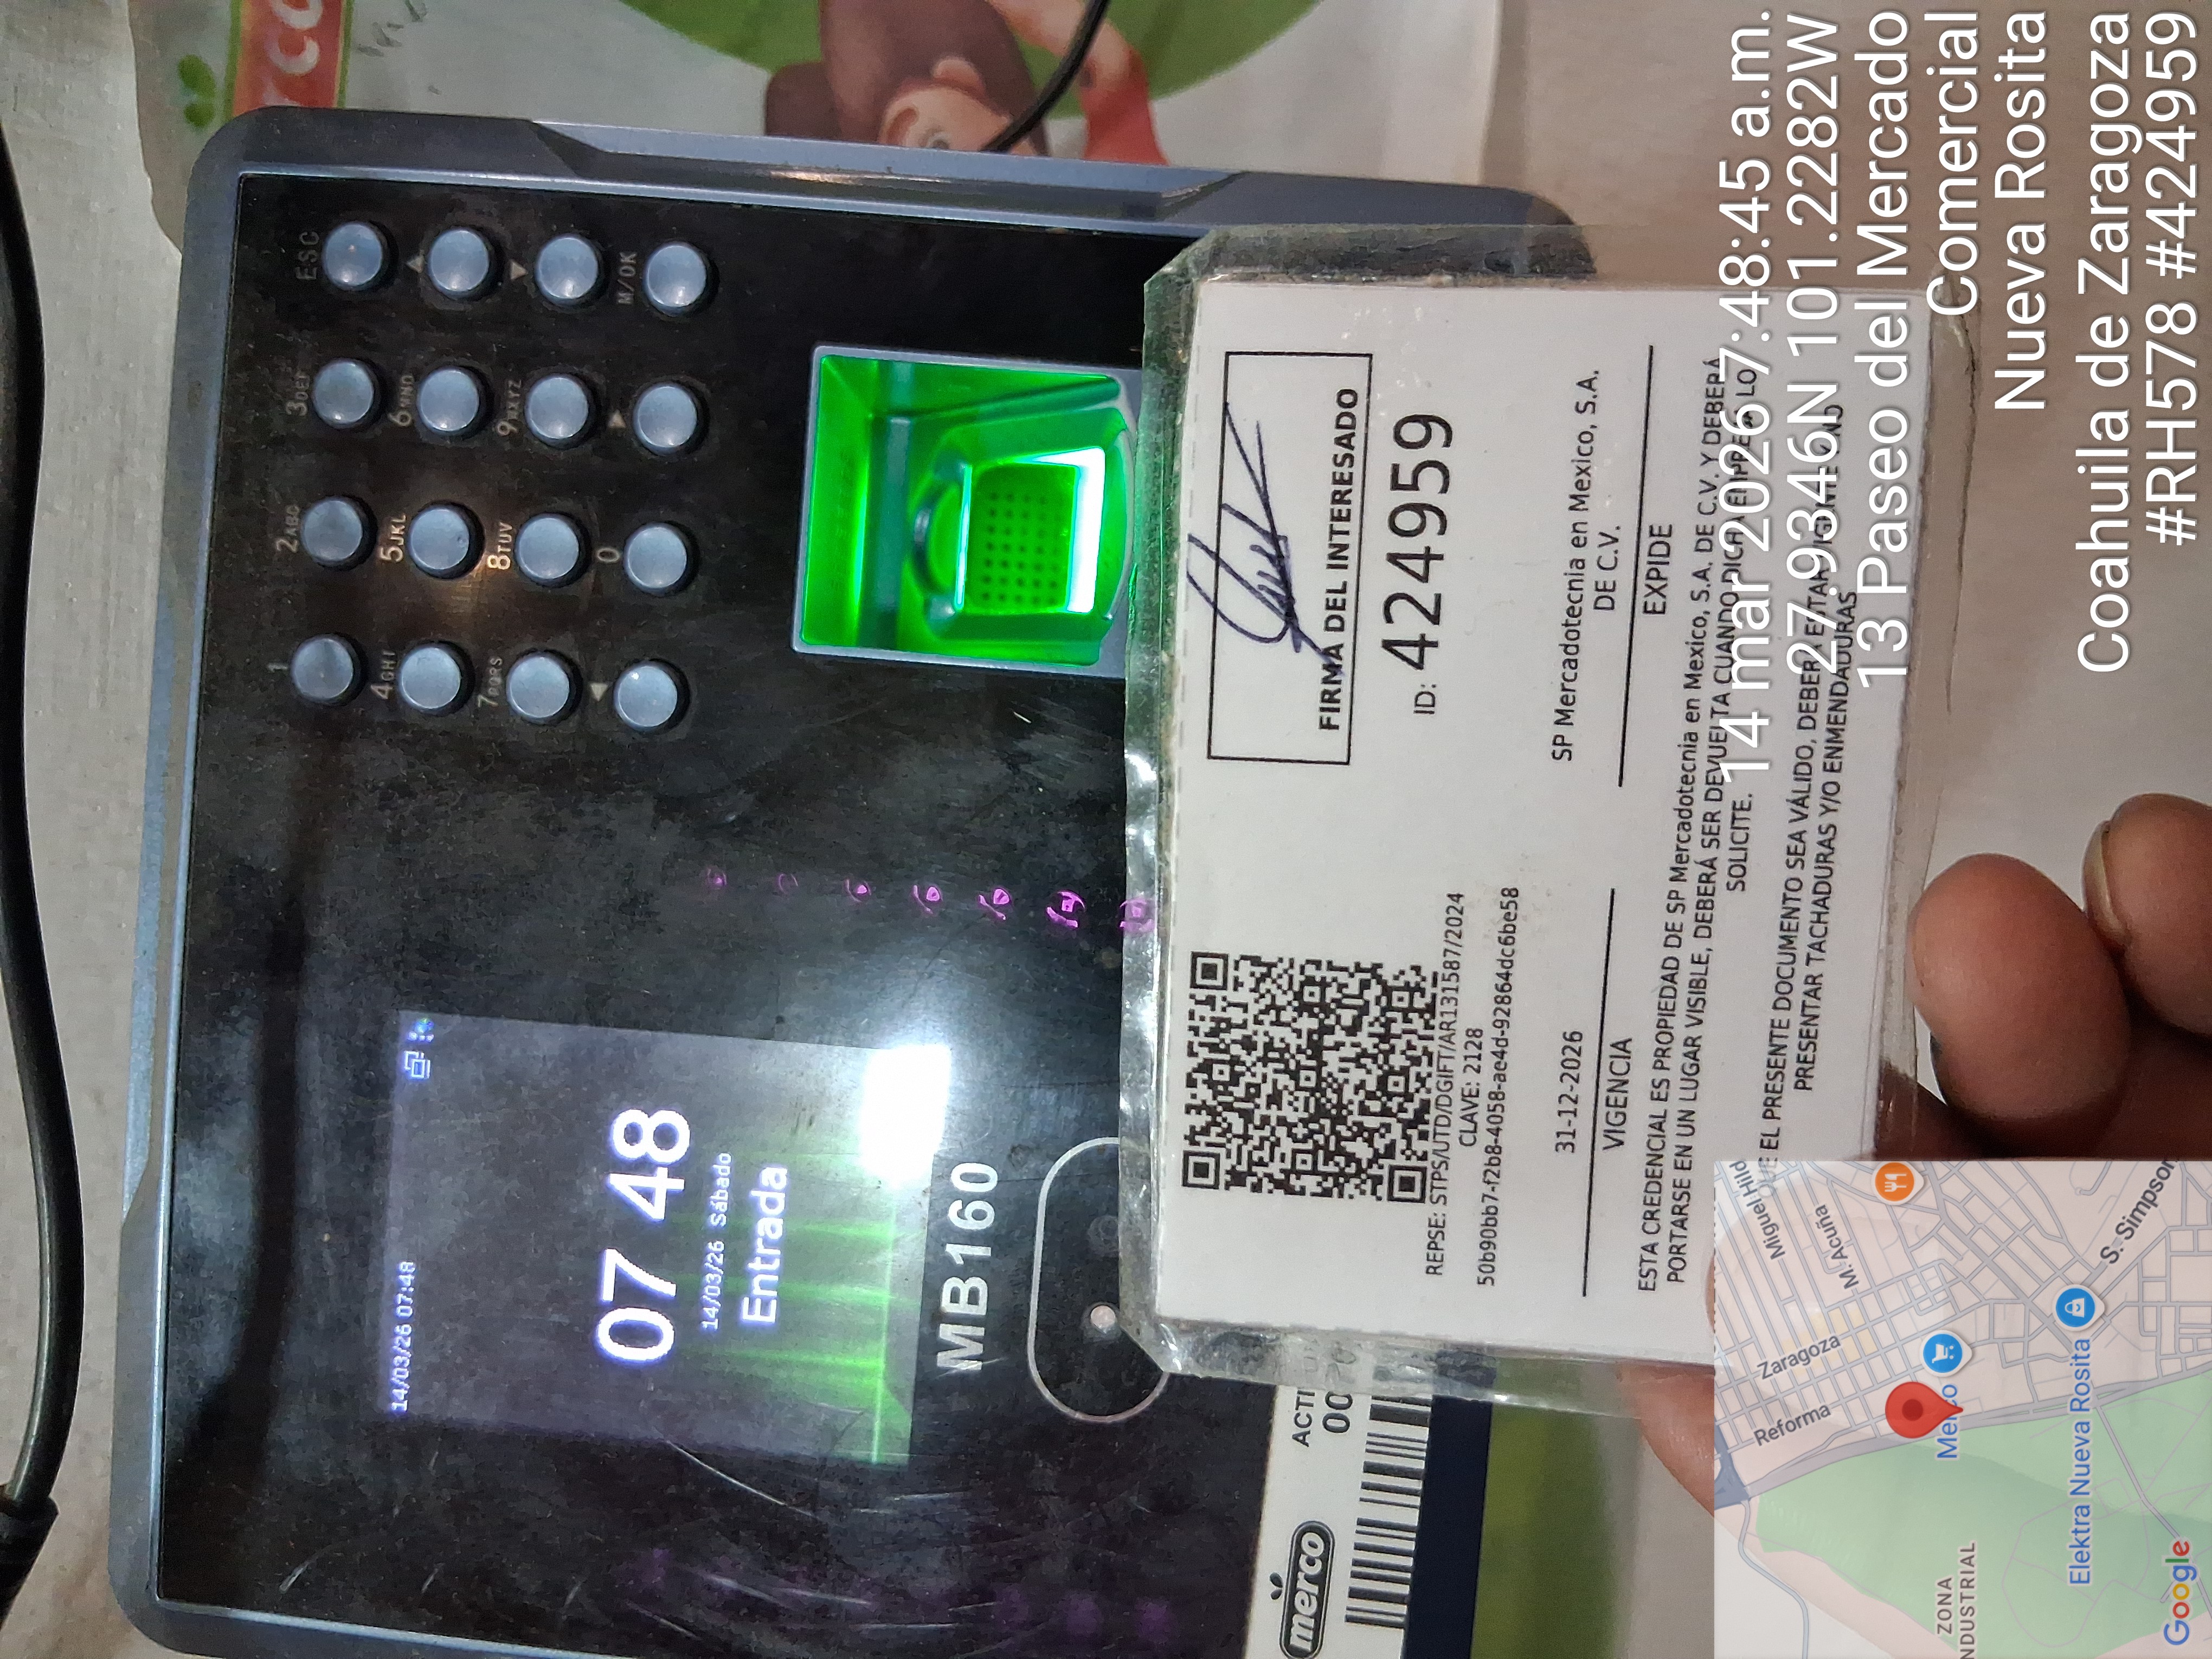 14/03/26 07:48
07 48
14/03/26 Sábado
Entrada
MB160
1
2ABC
3DEF
ESC
4GHI
5JKL
6MNO
7PQRS
8TUV
9WXYZ
0
M/OK
merco
FIRMA DEL INTERESADO
ID: 424959
REPSE: STPS/UTD/DGIFT/AR131587/2024
CLAVE: 2128
50b90bb7-f2b8-4058-ae4d-92864dc6be58
31-12-2026
VIGENCIA
SP Mercadotecnia en Mexico, S.A.
DE C.V.
EXPIDE
ESTA CREDENCIAL ES PROPIEDAD DE SP Mercadotecnia en Mexico, S.A. DE C.V. Y DEBERÁ
PORTARSE EN UN LUGAR VISIBLE, DEBERÁ SER DEVUELTA CUANDO DICHA LO
SOLICITE.
EL PRESENTE DOCUMENTO SEA VÁLIDO, DEBERÁ
PRESENTAR TACHADURAS Y/O ENMENDADURAS
14 mar 2026 7:48:45 a.m.
27.9346N 101.2282W
13 Paseo del Mercado
Comercial
Nueva Rosita
Coahuila de Zaragoza
#RH578 #424959
Miguel Hid
M. Acuña
Zaragoza
Reforma
Merco
S. Simpson
Elektra Nueva Rosita
ZONA
INDUSTRIAL
Google